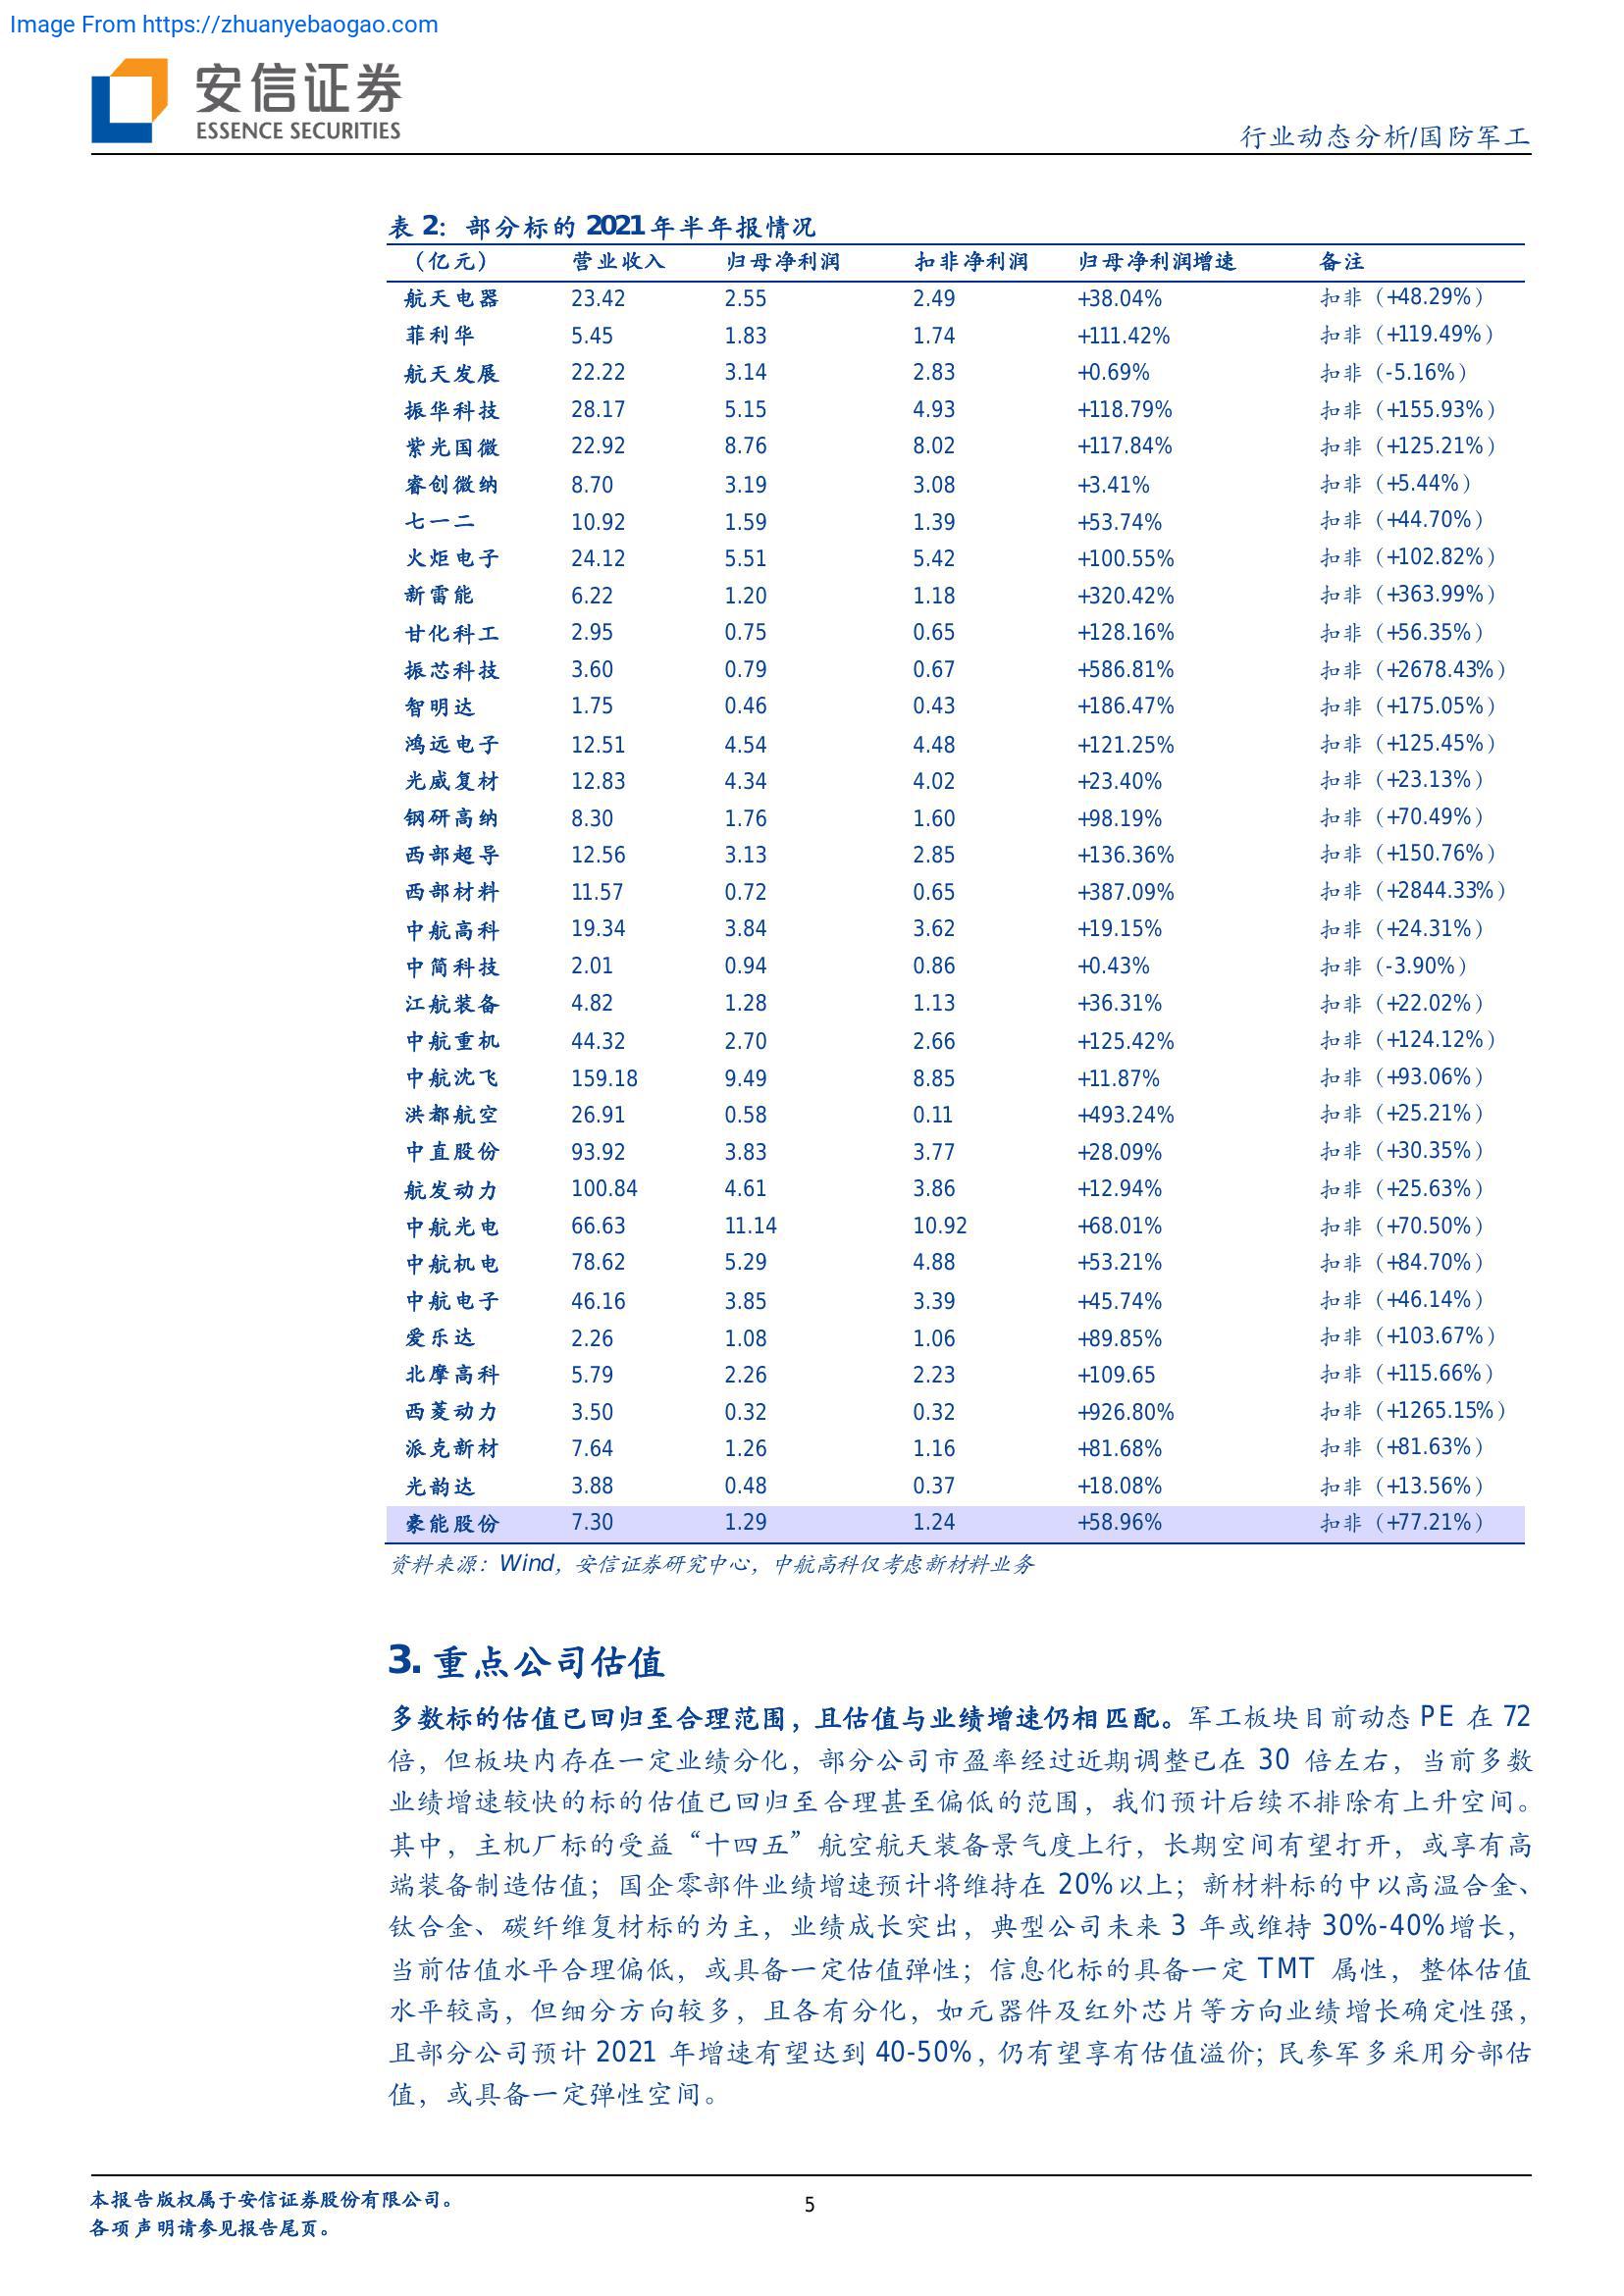 Image From https://zhuanyebaogao.com
安信证券
ESSENCE SECURITIES
行业动态分析/国防军工
表 2：部分标的 2021 年半年报情况
（亿元） 营业收入 归母净利润 扣非净利润 归母净利润增速 备注
航天电器 23.42 2.55 2.49 +38.04% 扣非（+48.29%）
菲利华 5.45 1.83 1.74 +111.42% 扣非（+119.49%）
航天发展 22.22 3.14 2.83 +0.69% 扣非（-5.16%）
振华科技 28.17 5.15 4.93 +118.79% 扣非（+155.93%）
紫光国微 22.92 8.76 8.02 +117.84% 扣非（+125.21%）
睿创微纳 8.70 3.19 3.08 +3.41% 扣非（+5.44%）
七一二 10.92 1.59 1.39 +53.74% 扣非（+44.70%）
火炬电子 24.12 5.51 5.42 +100.55% 扣非（+102.82%）
新雷能 6.22 1.20 1.18 +320.42% 扣非（+363.99%）
甘化科工 2.95 0.75 0.65 +128.16% 扣非（+56.35%）
振芯科技 3.60 0.79 0.67 +586.81% 扣非（+2678.43%）
智明达 1.75 0.46 0.43 +186.47% 扣非（+175.05%）
鸿远电子 12.51 4.54 4.48 +121.25% 扣非（+125.45%）
光威复材 12.83 4.34 4.02 +23.40% 扣非（+23.13%）
钢研高纳 8.30 1.76 1.60 +98.19% 扣非（+70.49%）
西部超导 12.56 3.13 2.85 +136.36% 扣非（+150.76%）
西部材料 11.57 0.72 0.65 +387.09% 扣非（+2844.33%）
中航高科 19.34 3.84 3.62 +19.15% 扣非（+24.31%）
中简科技 2.01 0.94 0.86 +0.43% 扣非（-3.90%）
江航装备 4.82 1.28 1.13 +36.31% 扣非（+22.02%）
中航重机 44.32 2.70 2.66 +125.42% 扣非（+124.12%）
中航沈飞 159.18 9.49 8.85 +11.87% 扣非（+93.06%）
洪都航空 26.91 0.58 0.11 +493.24% 扣非（+25.21%）
中直股份 93.92 3.83 3.77 +28.09% 扣非（+30.35%）
航发动力 100.84 4.61 3.86 +12.94% 扣非（+25.63%）
中航光电 66.63 11.14 10.92 +68.01% 扣非（+70.50%）
中航机电 78.62 5.29 4.88 +53.21% 扣非（+84.70%）
中航电子 46.16 3.85 3.39 +45.74% 扣非（+46.14%）
爱乐达 2.26 1.08 1.06 +89.85% 扣非（+103.67%）
北摩高科 5.79 2.26 2.23 +109.65 扣非（+115.66%）
西菱动力 3.50 0.32 0.32 +926.80% 扣非（+1265.15%）
派克新材 7.64 1.26 1.16 +81.68% 扣非（+81.63%）
光韵达 3.88 0.48 0.37 +18.08% 扣非（+13.56%）
豪能股份 7.30 1.29 1.24 +58.96% 扣非（+77.21%）
资料来源：Wind，安信证券研究中心，中航高科仅考虑新材料业务
3. 重点公司估值
多数标的估值已回归至合理范围，且估值与业绩增速仍相匹配。军工板块目前动态 PE 在 72
倍，但板块内存在一定业绩分化，部分公司市盈率经过近期调整已在 30 倍左右，当前多数
业绩增速较快的标的估值已回归至合理甚至偏低的范围，我们预计后续不排除有上升空间。
其中，主机厂标的受益“十四五”航空航天装备景气度上行，长期空间有望打开，或享有高
端装备制造估值；国企零部件业绩增速预计将维持在 20%以上；新材料标的中以高温合金、
钛合金、碳纤维复材标的为主，业绩成长突出，典型公司未来 3 年或维持 30%-40%增长，
当前估值水平合理偏低，或具备一定估值弹性；信息化标的具备一定 TMT 属性，整体估值
水平较高，但细分方向较多，且各有分化，如元器件及红外芯片等方向业绩增长确定性强，
且部分公司预计 2021 年增速有望达到 40-50%，仍有望享有估值溢价；民参军多采用分部估
值，或具备一定弹性空间。
本报告版权属于安信证券股份有限公司。
各项声明请参见报告尾页。
5